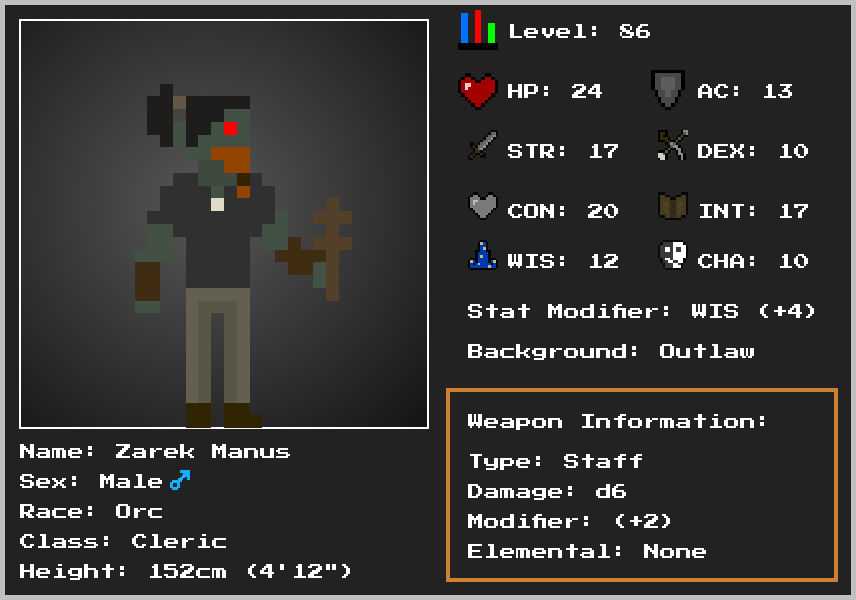 Level: 86
HP: 24
AC: 13
STR: 17
DEX: 10
CON: 20
INT: 17
WIS: 12
CHA: 10
Stat Modifier: WIS (+4)
Background: Outlaw
Weapon Information:
Type: Staff
Damage: d6
Modifier: (+2)
Elemental: None
Name: Zarek Manus
Sex: Male ♂
Race: Orc
Class: Cleric
Height: 152cm (4'12")